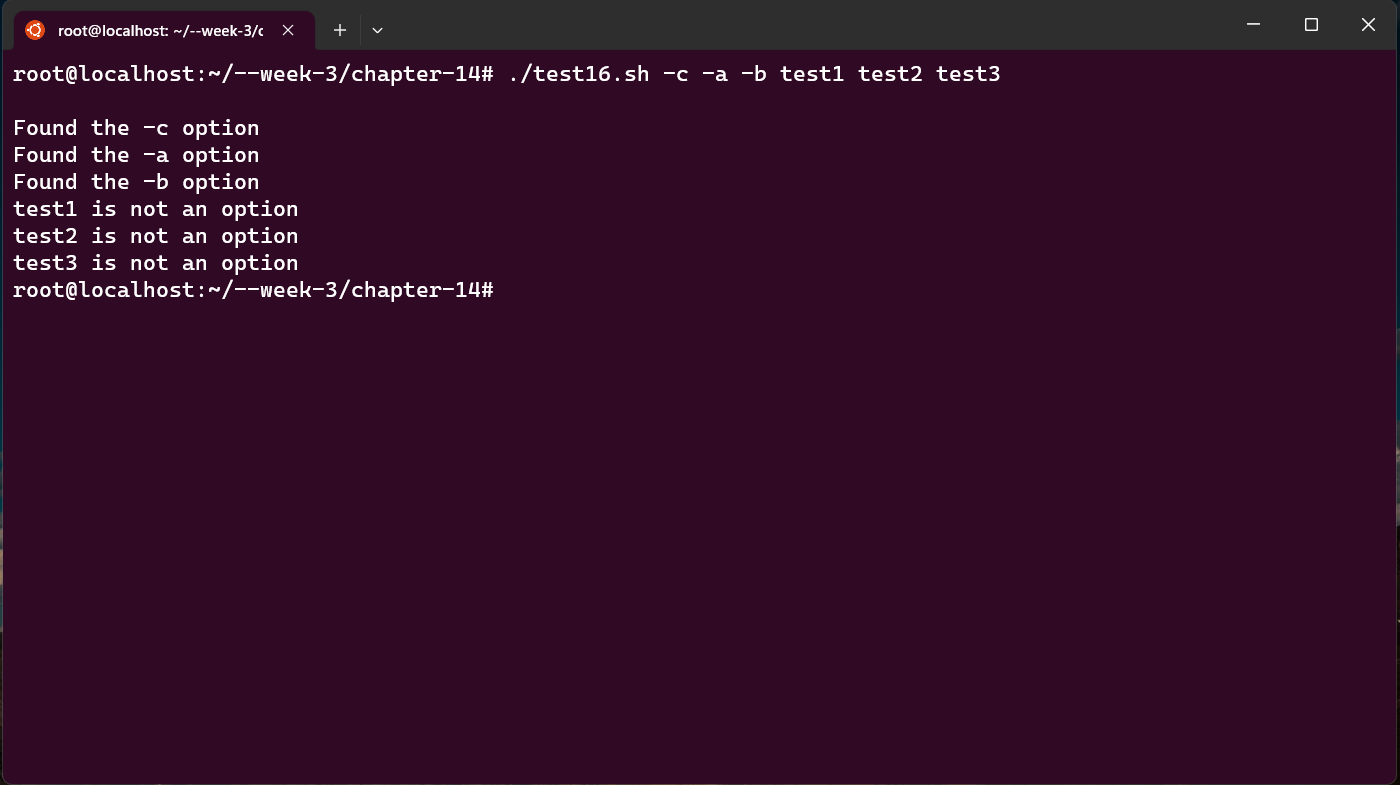 root@localhost: ~/--week-3/c
root@localhost:~/--week-3/chapter-14# ./test16.sh -c -a -b test1 test2 test3
Found the -c option
Found the -a option
Found the -b option
test1 is not an option
test2 is not an option
test3 is not an option
root@localhost:~/--week-3/chapter-14#